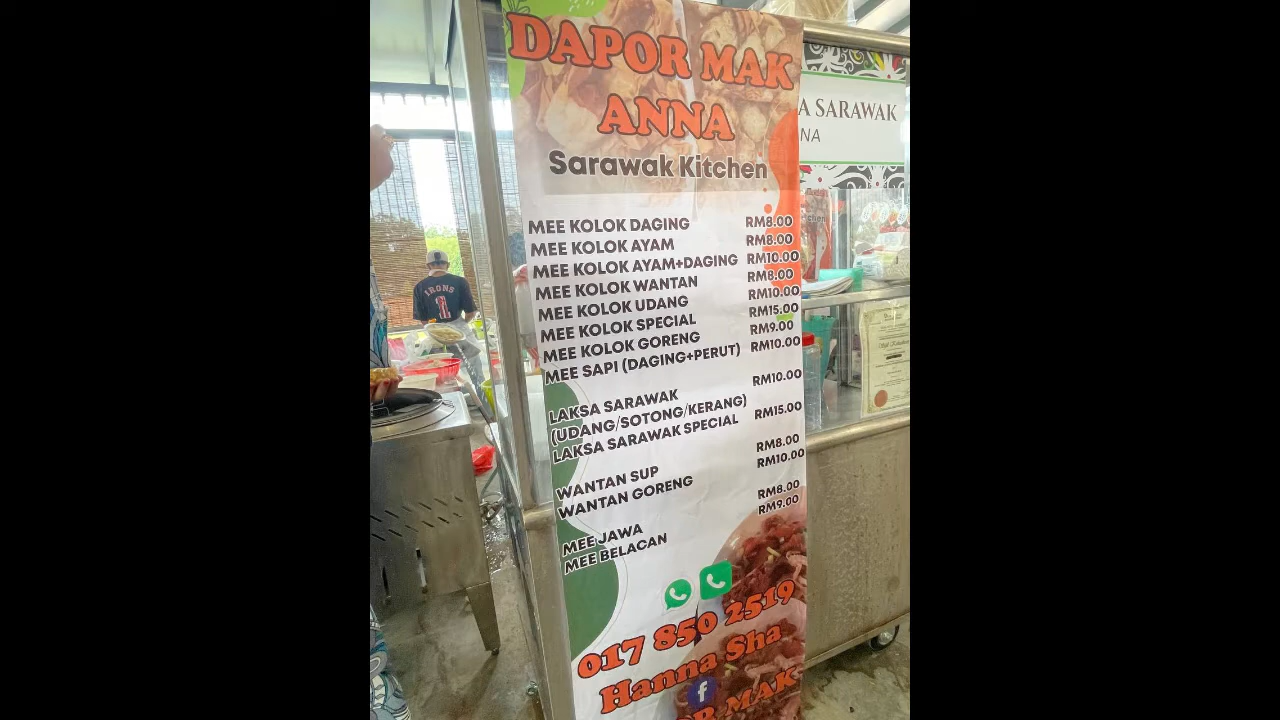 DAPOR MAK
ANNA
Sarawak Kitchen
MEE KOLOK DAGING RM8.00
MEE KOLOK AYAM RM8.00
MEE KOLOK AYAM+DAGING RM10.00
MEE KOLOK WANTAN RM8.00
MEE KOLOK UDANG RM10.00
MEE KOLOK SPECIAL RM15.00
MEE KOLOK GORENG RM9.00
MEE SAPI (DAGING+PERUT) RM10.00
LAKSA SARAWAK RM10.00
(UDANG/SOTONG/KERANG)
LAKSA SARAWAK SPECIAL RM15.00
WANTAN SUP RM8.00
WANTAN GORENG RM10.00
MEE JAWA RM8.00
MEE BELACAN RM9.00
017 850 2519
Hanna Sha
f
OR MAK
A SARAWAK
NA
IRONS
1